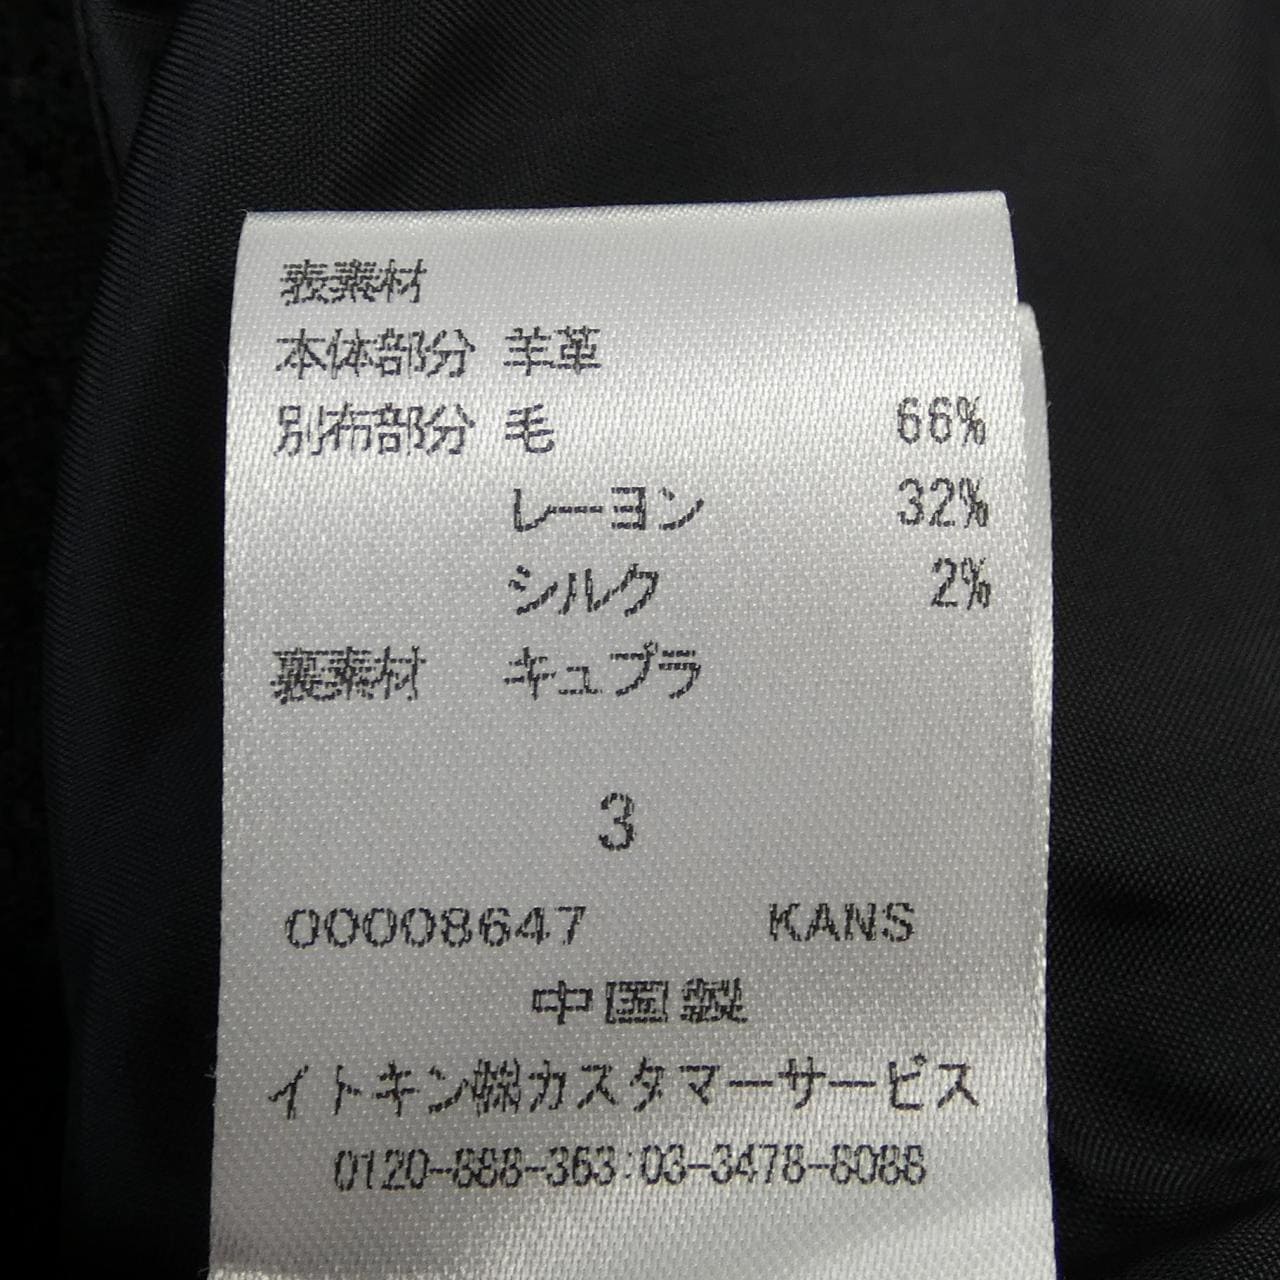 表素材
本体部分 羊革
別布部分 毛 66%
レーヨン 32%
シルク 2%
裏素材 キュプラ
3
00008647 KANS
中国製
イトキン㈱カスタマーサービス
0120-888-363:03-3478-8088